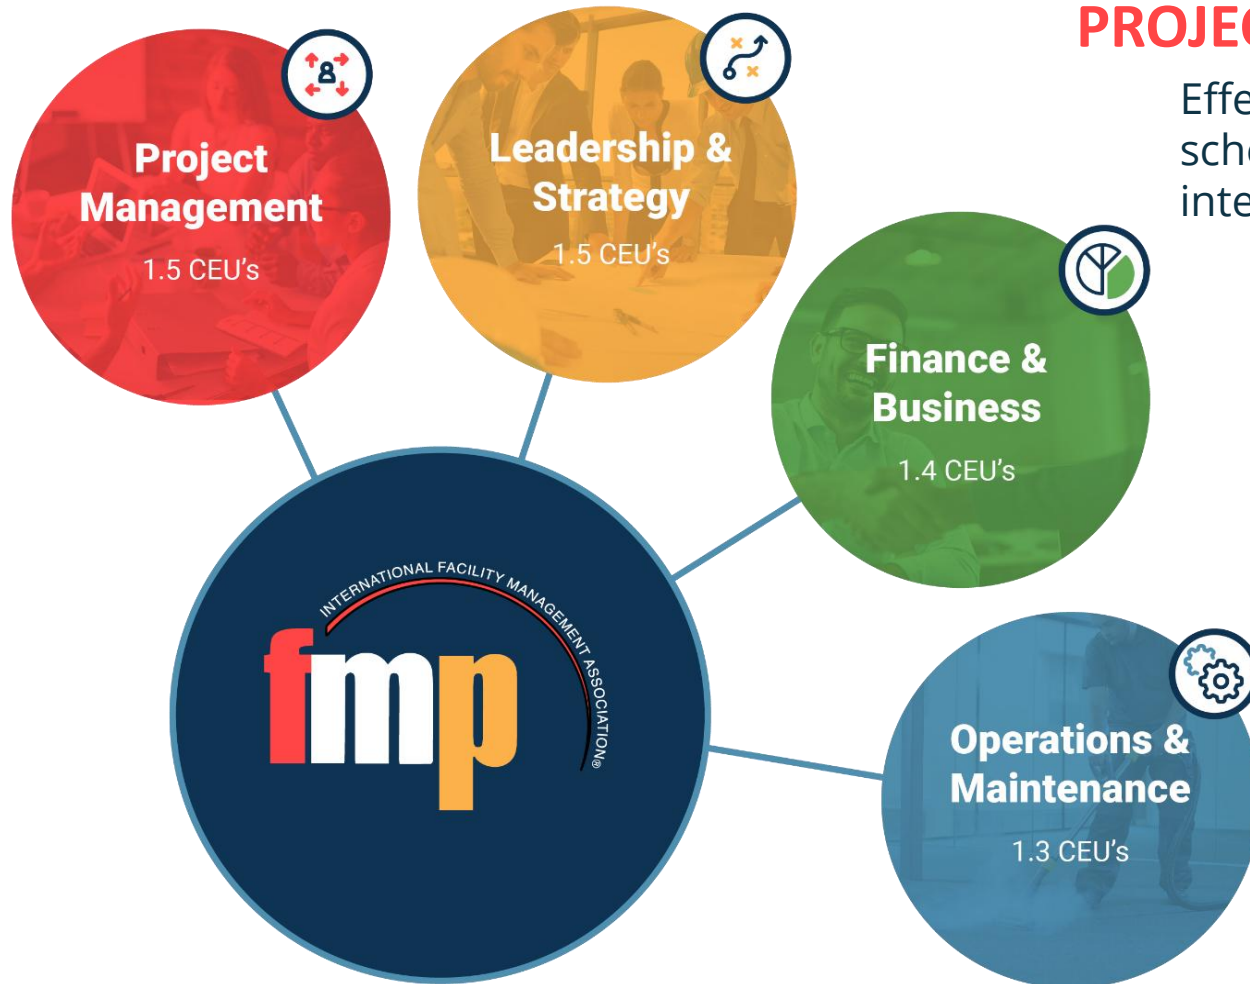 Project
Management
1.5 CEU's
Leadership &
Strategy
1.5 CEU's
Finance &
Business
1.4 CEU's
Operations &
Maintenance
1.3 CEU's
INTERNATIONAL FACILITY MANAGEMENT ASSOCIATION®
fmp